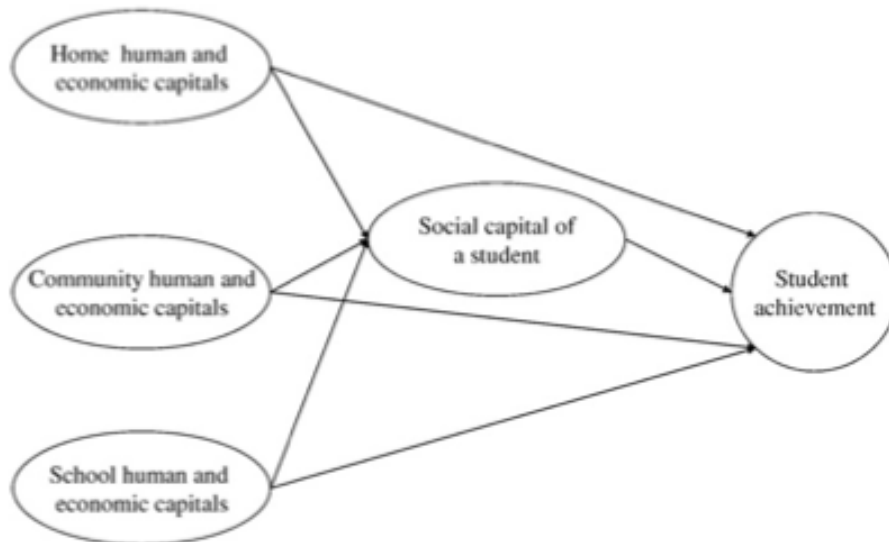 Home human and
economic capitals
Social capital of
a student
Community human and
economic capitals
Student
achievement
School human and
economic capitals